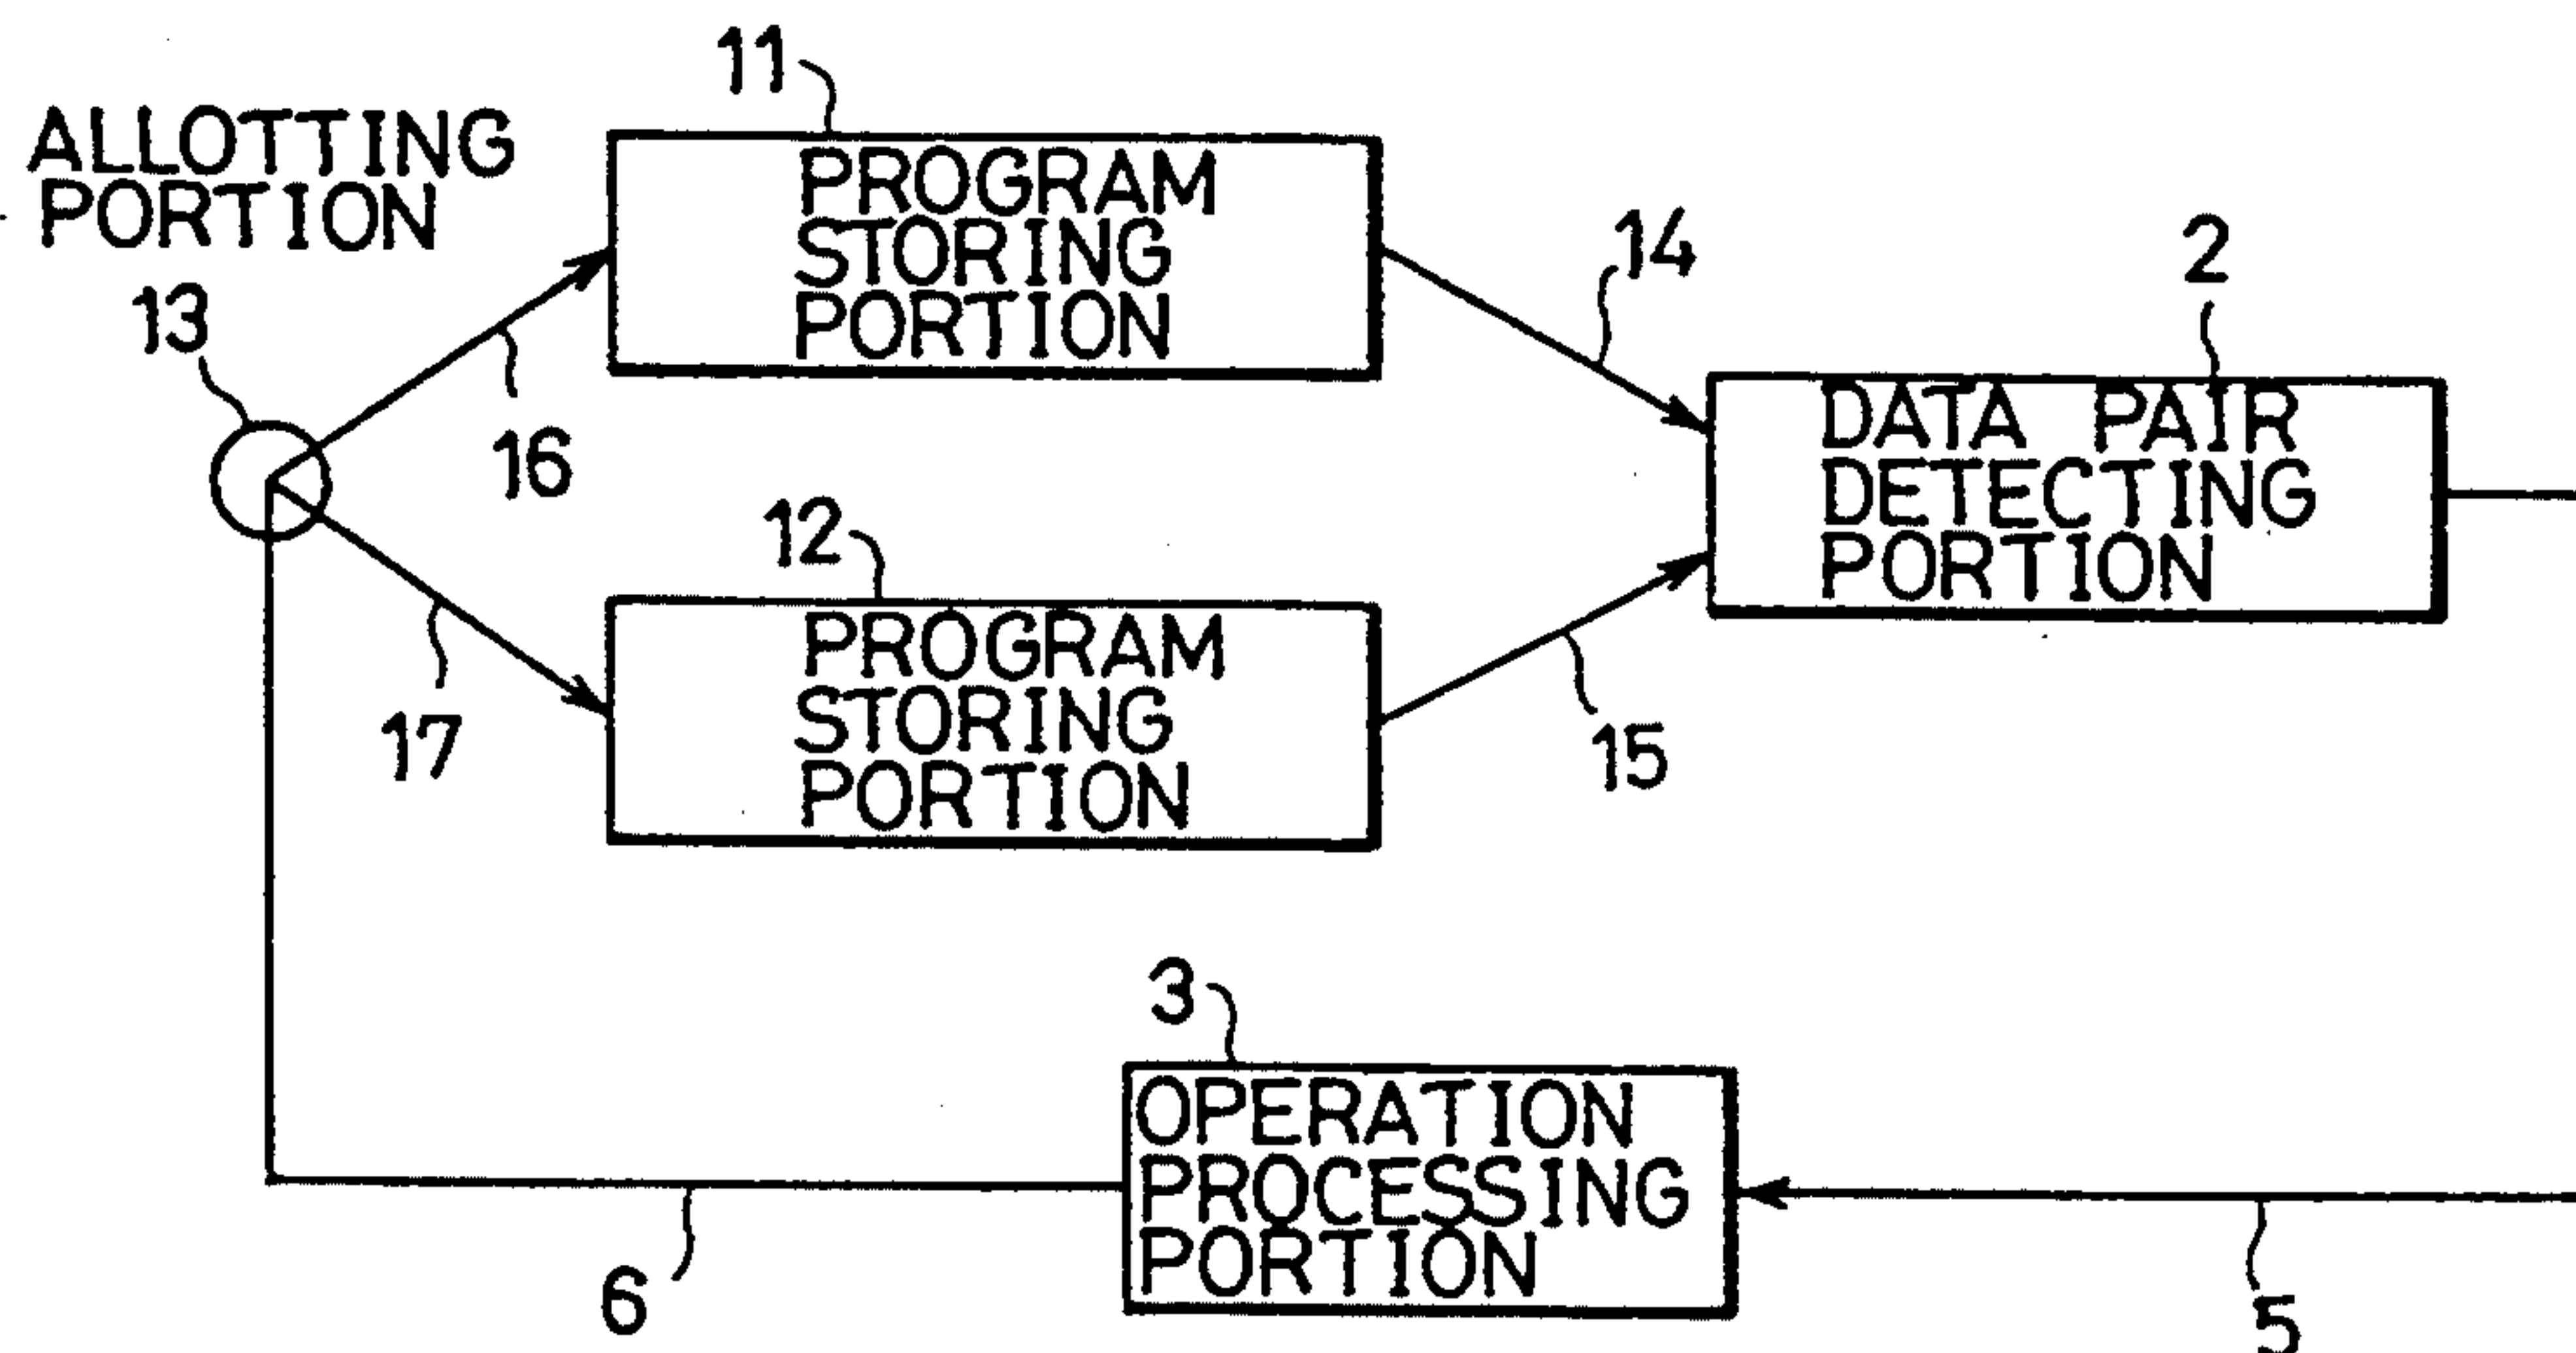 11
ALLOTTING
PORTION
13
PROGRAM
STORING
PORTION
16
14
2
DATA PAIR
DETECTING
PORTION
12
PROGRAM
STORING
PORTION
17
15
3
OPERATION
PROCESSING
PORTION
6
5